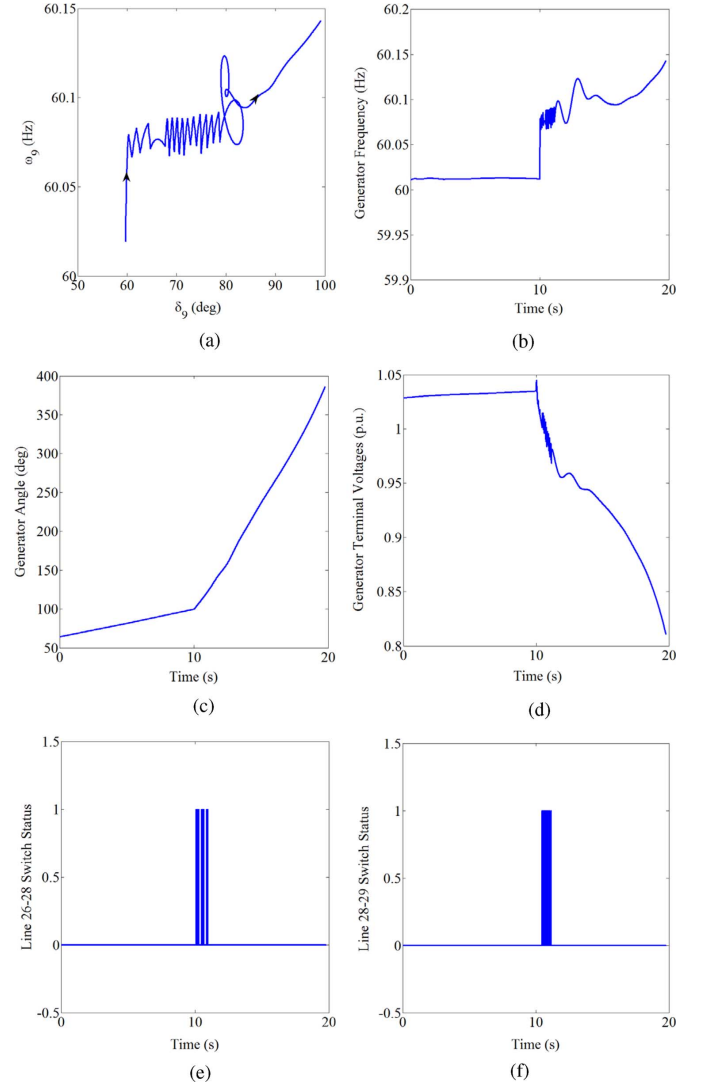 60.15
60.1
60.05
60
ω9 (Hz)
50 60 70 80 90 100
δ9 (deg)
(a)
60.2
60.15
60.1
60.05
60
59.95
59.9
Generator Frequency (Hz)
0 10 20
Time (s)
(b)
400
350
300
250
200
150
100
50
Generator Angle (deg)
0 10 20
Time (s)
(c)
1.05
1
0.95
0.9
0.85
0.8
Generator Terminal Voltages (p.u.)
0 10 20
Time (s)
(d)
1.5
1
0.5
0
-0.5
Line 26-28 Switch Status
0 10 20
Time (s)
(e)
1.5
1
0.5
0
-0.5
Line 28-29 Switch Status
0 10 20
Time (s)
(f)